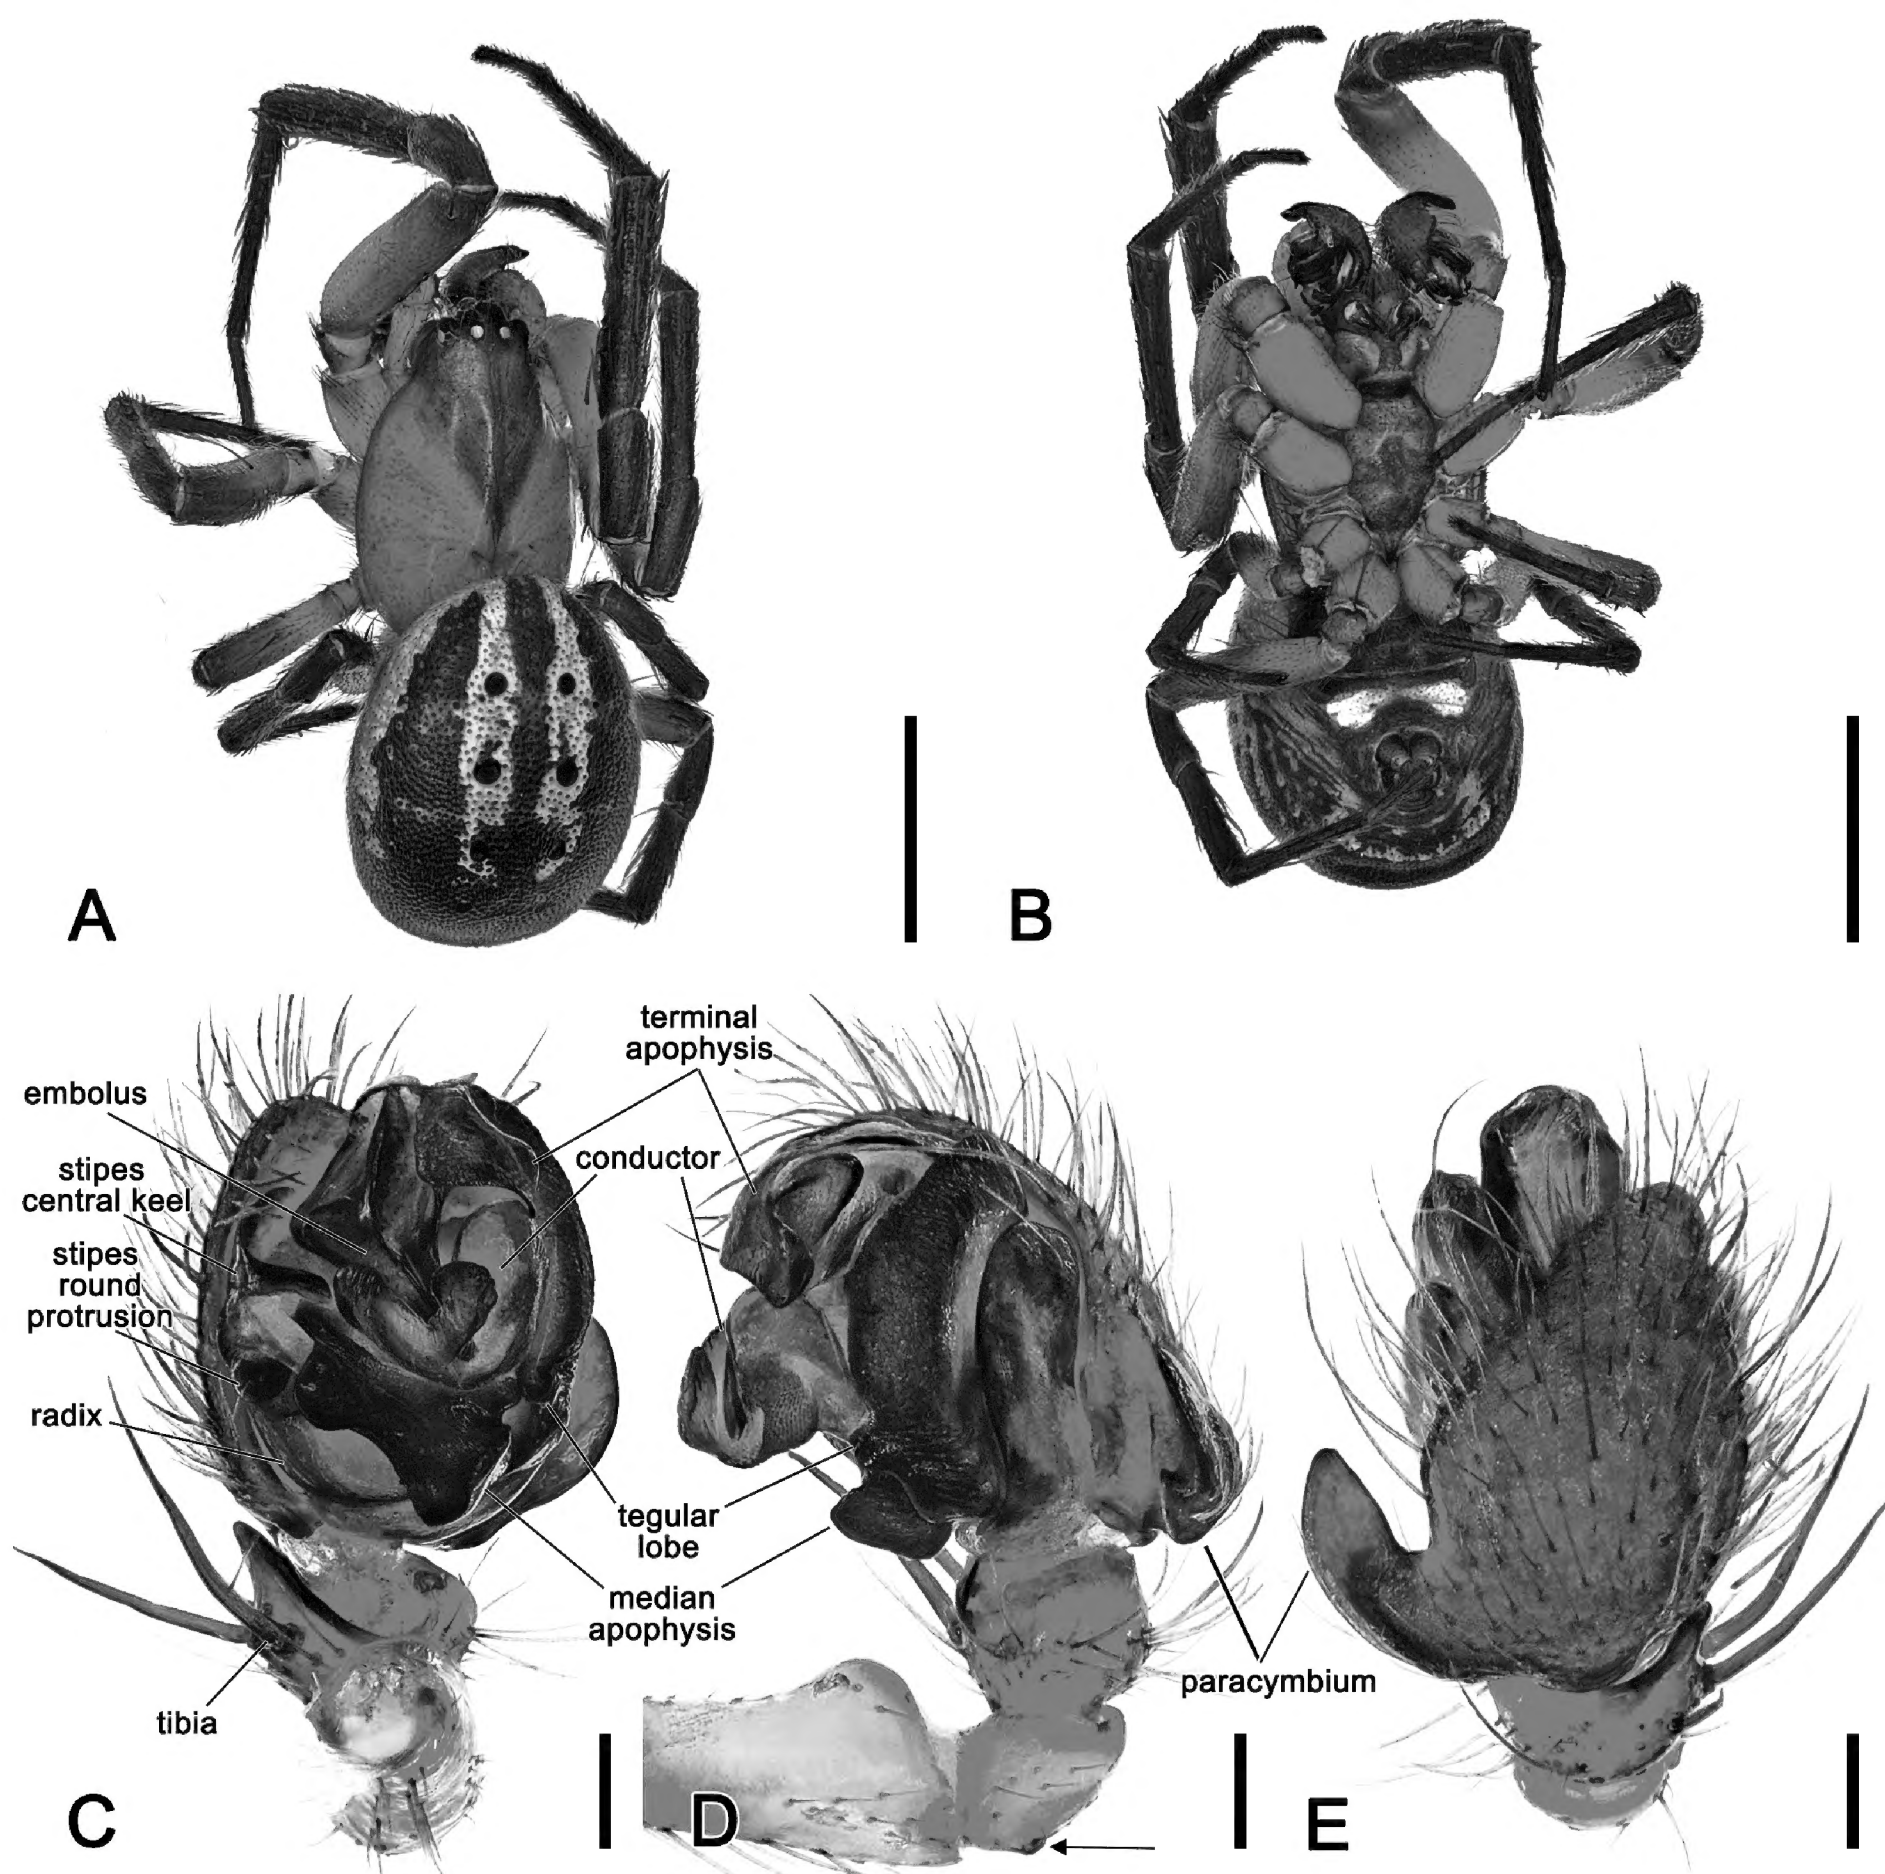 A
B
terminal
apophysis
embolus
conductor
stipes
central keel
stipes
round
protrusion
radix
tegular
lobe
median
apophysis
paracymbium
tibia
C
D
E